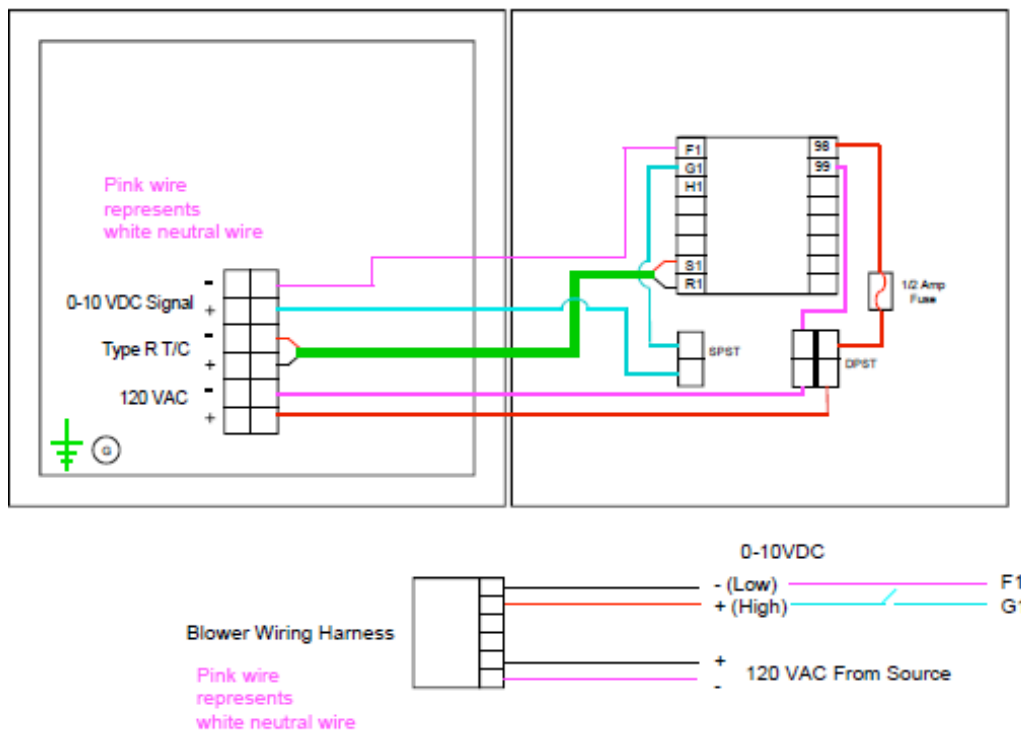 Pink wire
represents
white neutral wire
-
0-10 VDC Signal
+
-
Type R T/C
+
-
120 VAC
+
G
F1
G1
H1
S1
R1
98
99
1/2 Amp
Fuse
SPST
DPST
0-10VDC
- (Low)
F1
+ (High)
G1
Blower Wiring Harness
+
120 VAC From Source
-
Pink wire
represents
white neutral wire